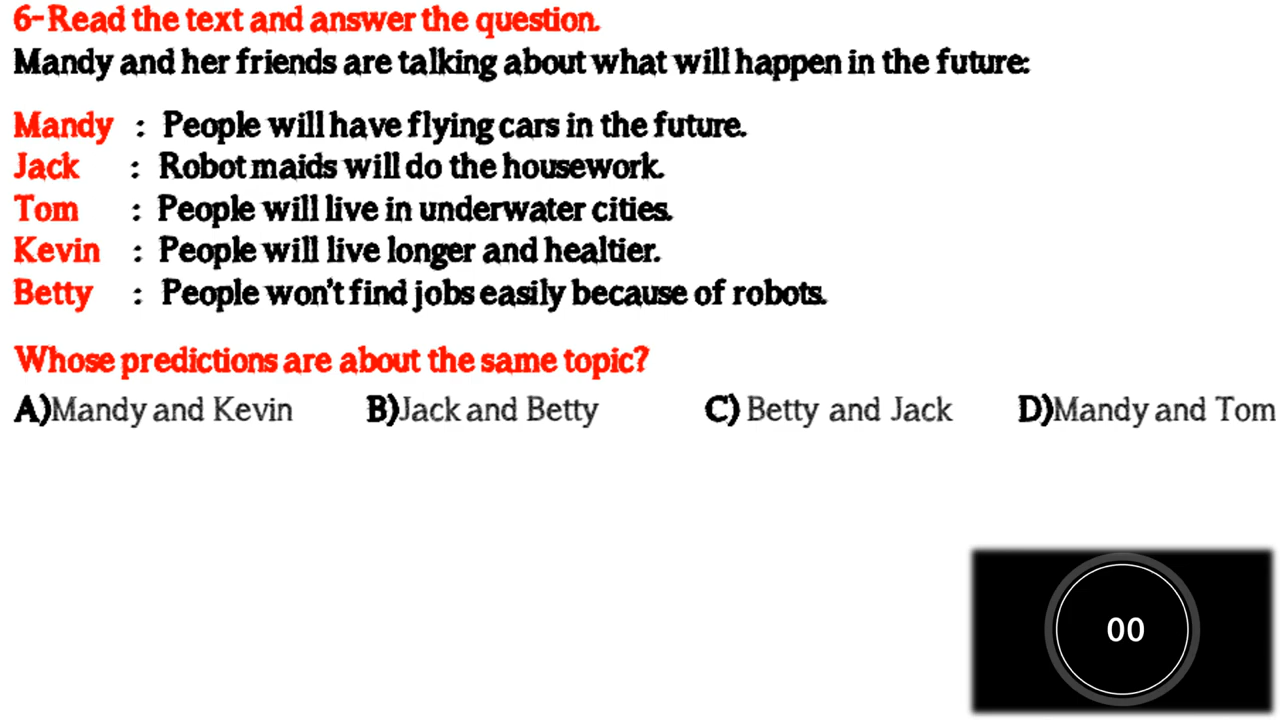 6-Read the text and answer the question.
Mandy and her friends are talking about what will happen in the future:
Mandy : People will have flying cars in the future.
Jack : Robot maids will do the housework.
Tom : People will live in underwater cities.
Kevin : People will live longer and healtier.
Betty : People won't find jobs easily because of robots.
Whose predictions are about the same topic?
A)Mandy and Kevin B)Jack and Betty C) Betty and Jack D)Mandy and Tom
00